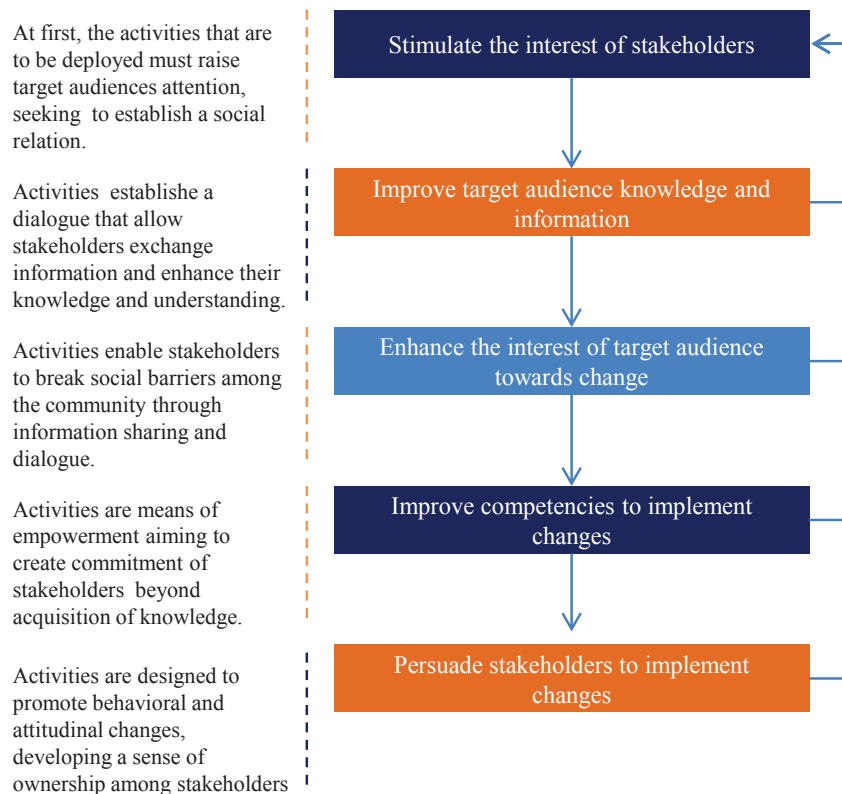 At first, the activities that are
to be deployed must raise
target audiences attention,
seeking  to establish a social
relation.
Stimulate the interest of stakeholders
Activities  establishe a
dialogue that allow
stakeholders exchange
information and enhance their
knowledge and understanding.
Improve target audience knowledge and
information
Activities enable stakeholders
to break social barriers among
the community through
information sharing and
dialogue.
Enhance the interest of target audience
towards change
Activities are means of
empowerment aiming to
create commitment of
stakeholders  beyond
acquisition of knowledge.
Improve competencies to implement
changes
Activities are designed to
promote behavioral and
attitudinal changes,
developing a sense of
ownership among stakeholders
Persuade stakeholders to implement
changes